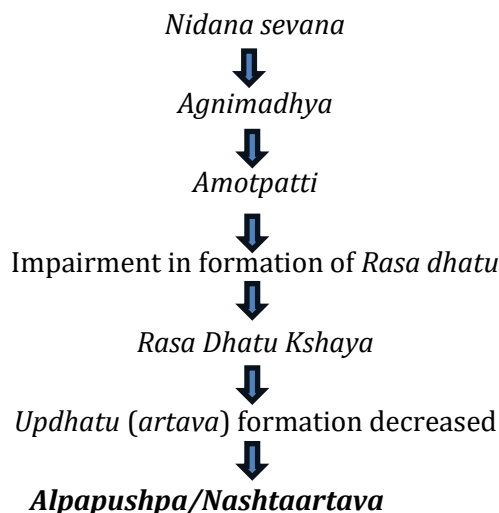 Nidana sevana
Agnimadhya
Amotpatti
Impairment in formation of Rasa dhatu
Rasa Dhatu Kshaya
Updhatu (artava) formation decreased
Alpapushpa/Nashtaartava